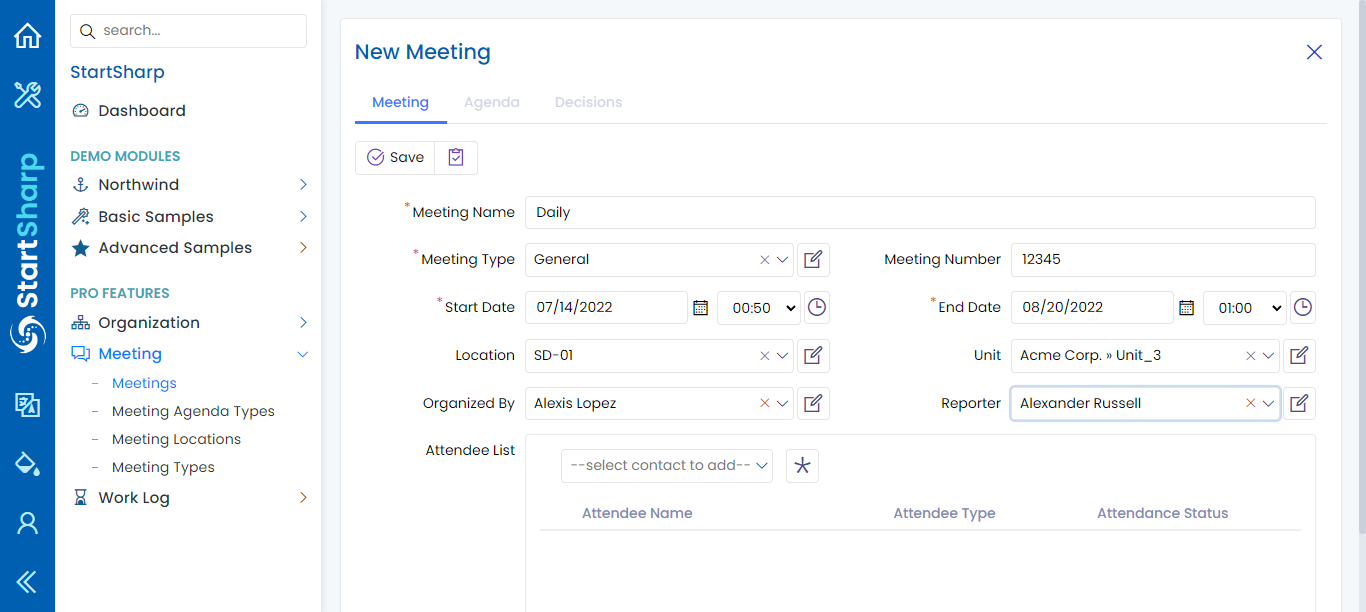 search...
StartSharp
Dashboard
DEMO MODULES
Northwind
Basic Samples
Advanced Samples
PRO FEATURES
Organization
Meeting
Meetings
Meeting Agenda Types
Meeting Locations
Meeting Types
Work Log
StartSharp
New Meeting
Meeting Agenda Decisions
Save
*Meeting Name Daily
*Meeting Type General Meeting Number 12345
*Start Date 07/14/2022 00:50 *End Date 08/20/2022 01:00
Location SD-01 Unit Acme Corp. » Unit_3
Organized By Alexis Lopez Reporter Alexander Russell
Attendee List --select contact to add--
Attendee Name Attendee Type Attendance Status